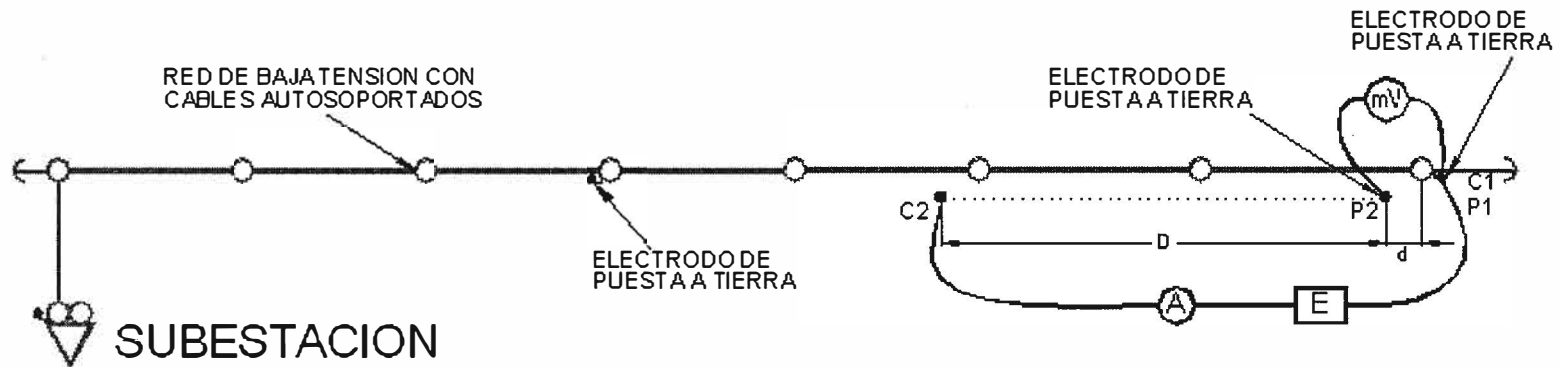 ELECTRODO DE
PUESTA A TIERRA
RED DE BAJA TENSION CON
CABLES AUTOSOPORTADOS
ELECTRODO DE
PUESTA A TIERRA
mV
C1
P1
C2
P2
D
d
ELECTRODO DE
PUESTA A TIERRA
A
E
SUBESTACION